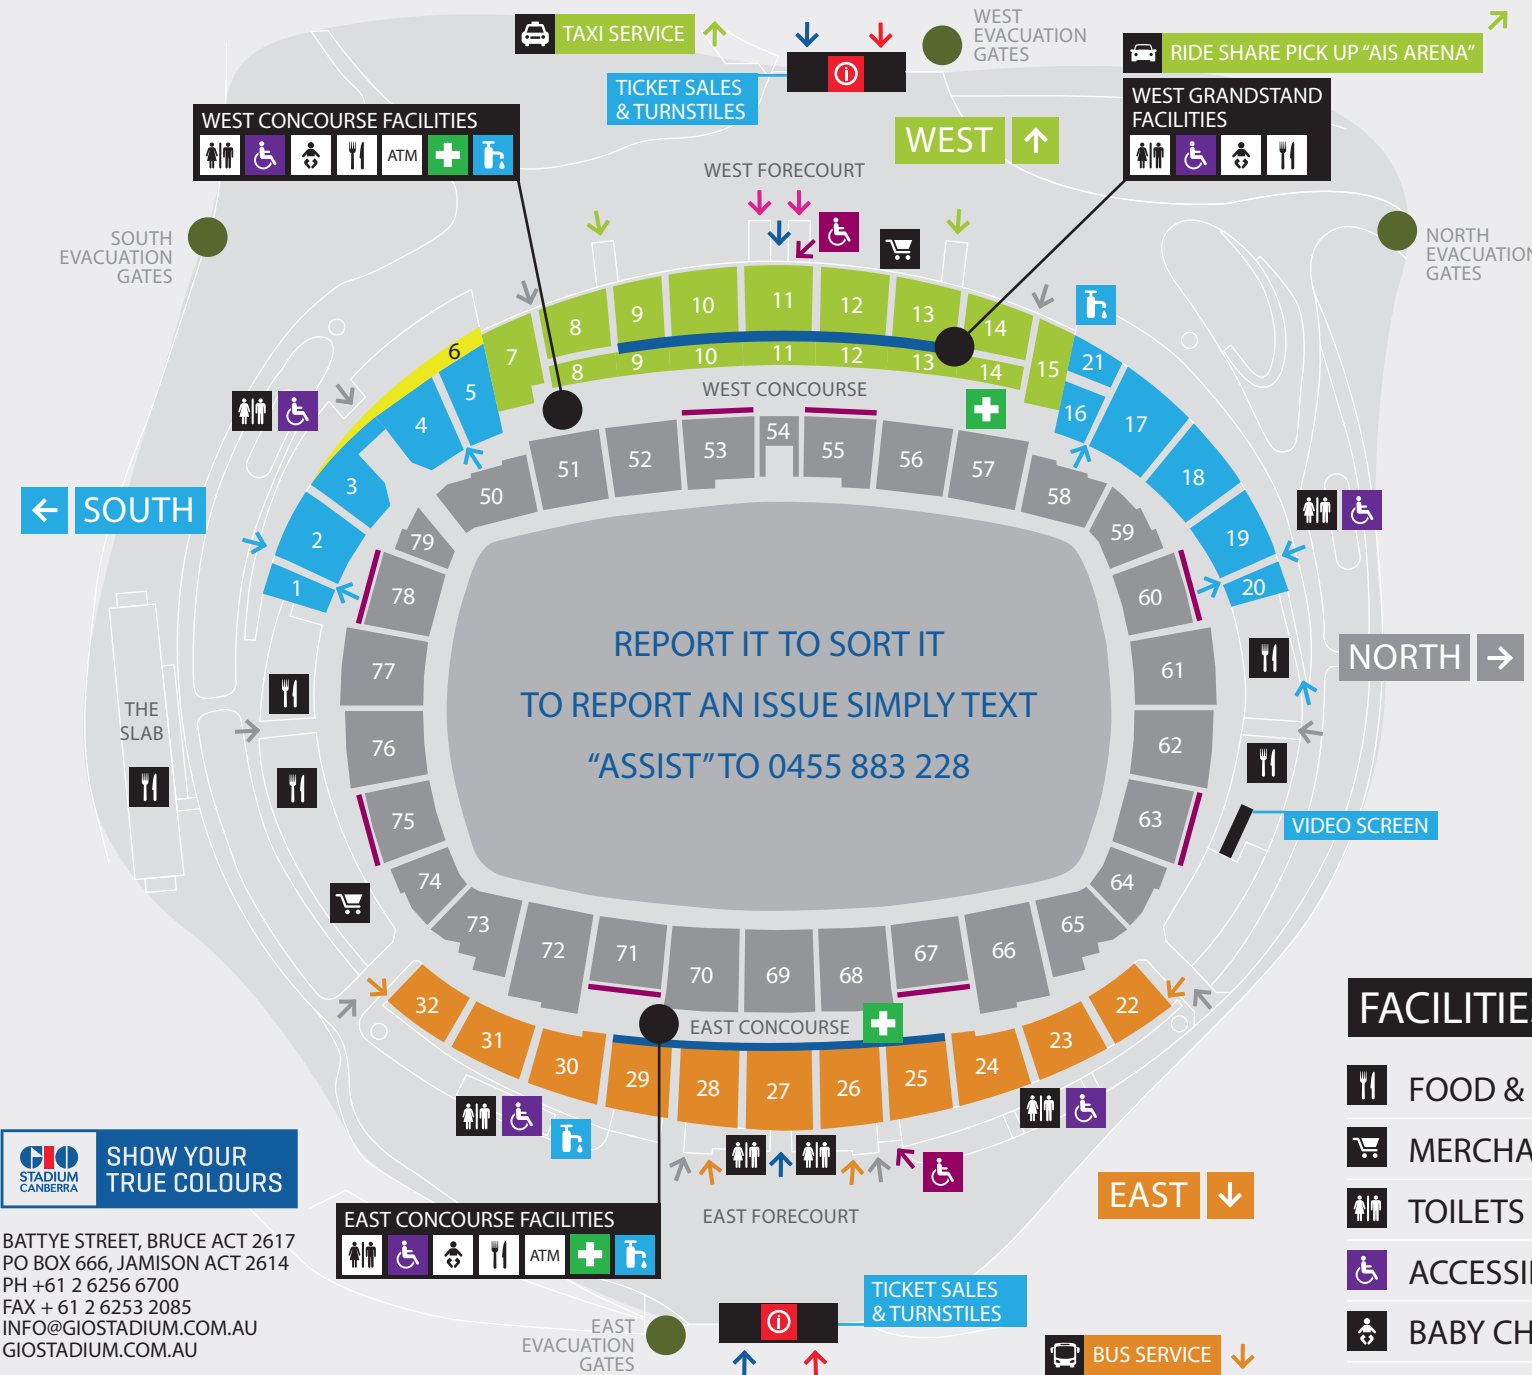 TAXI SERVICE
WEST
EVACUATION
GATES
RIDE SHARE PICK UP "AIS ARENA"
TICKET SALES
& TURNSTILES
WEST CONCOURSE FACILITIES
ATM
WEST GRANDSTAND
FACILITIES
WEST
WEST FORECOURT
SOUTH
EVACUATION
GATES
NORTH
EVACUATION
GATES
6
7
8
9
10
11
12
13
14
15
21
8
9
10
11
12
13
14
5
4
3
2
1
16
17
18
19
20
WEST CONCOURSE
SOUTH
50
51
52
53
54
55
56
57
58
59
60
61
62
63
64
65
66
67
68
69
70
71
72
73
74
75
76
77
78
79
REPORT IT TO SORT IT
TO REPORT AN ISSUE SIMPLY TEXT
"ASSIST" TO 0455 883 228
NORTH
THE
SLAB
VIDEO SCREEN
EAST CONCOURSE
32
31
30
29
28
27
26
25
24
23
22
FACILITIES
FOOD &
MERCHA
TOILETS
ACCESSI
BABY CH
GIO
STADIUM
CANBERRA
SHOW YOUR
TRUE COLOURS
BATTYE STREET, BRUCE ACT 2617
PO BOX 666, JAMISON ACT 2614
PH +61 2 6256 6700
FAX + 61 2 6253 2085
INFO@GIOSTADIUM.COM.AU
GIOSTADIUM.COM.AU
EAST CONCOURSE FACILITIES
ATM
EAST FORECOURT
EAST
TICKET SALES
& TURNSTILES
EAST
EVACUATION
GATES
BUS SERVICE